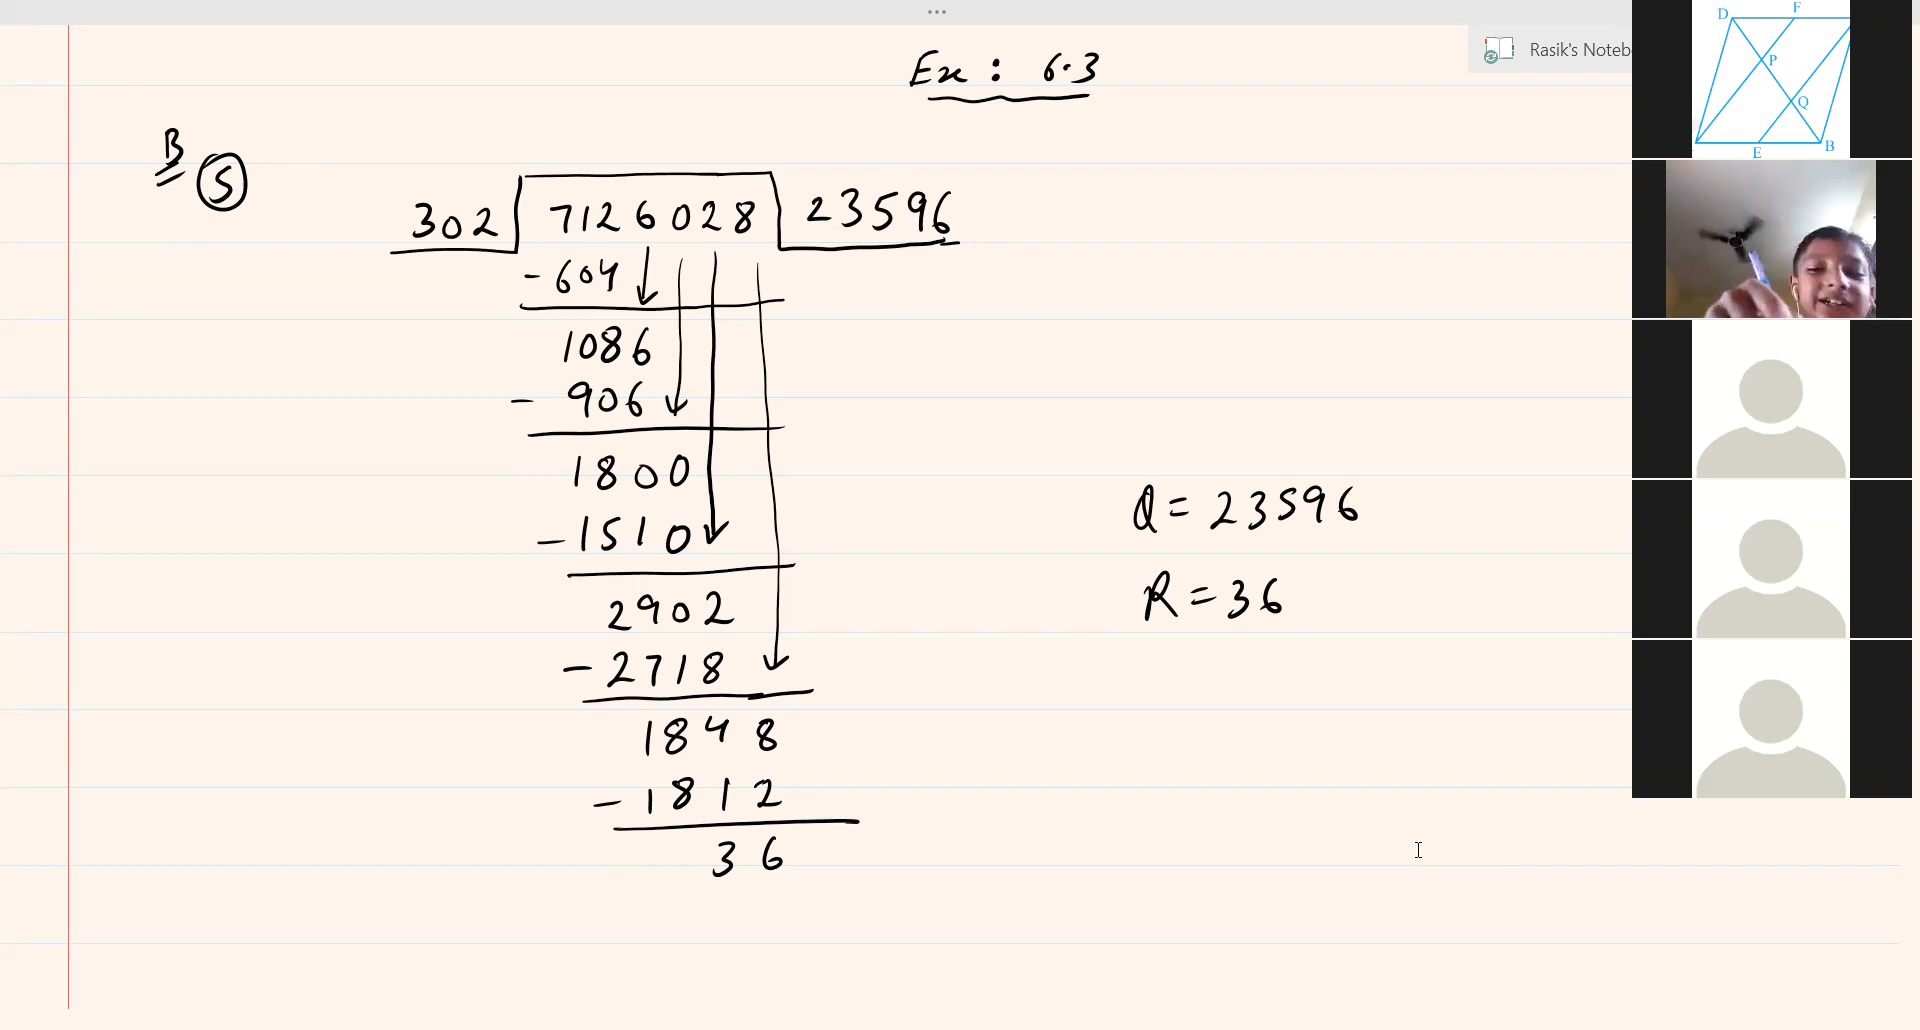 Ex : 6.3
Rasik's Noteb
B
5
302 7126028 23596
- 604
1086
- 906
1800
- 1510
2902
- 2718
1848
- 1812
36
Q = 23596
R = 36
D F
P
Q
E B